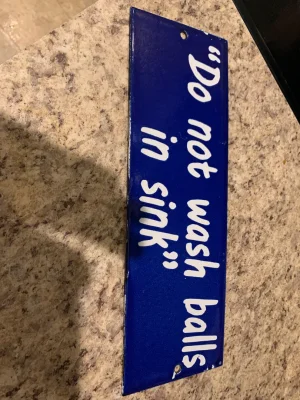 "Do not wash balls
in sink"